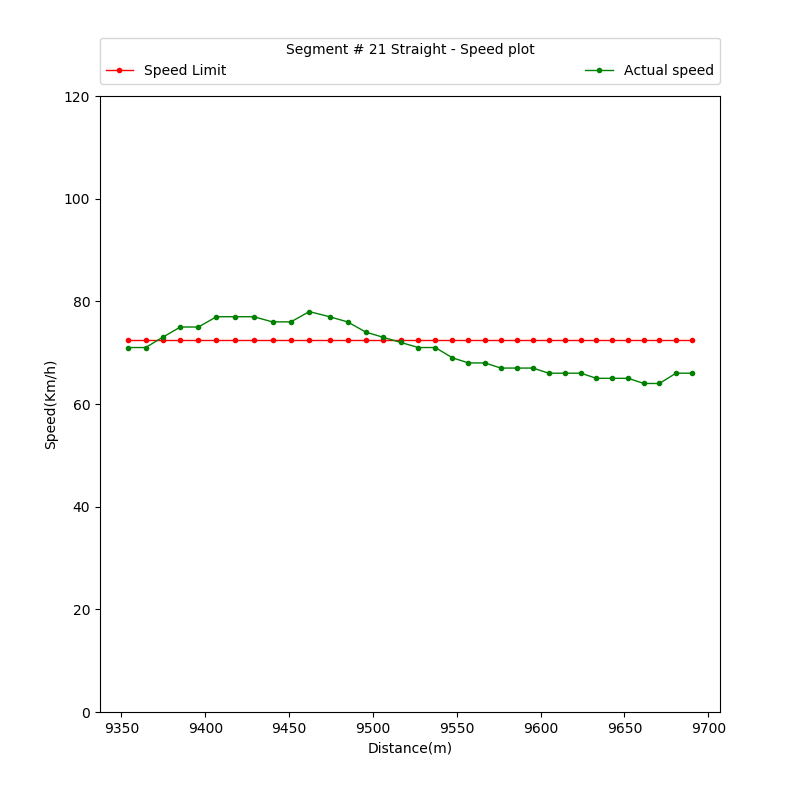 Segment # 21 Straight - Speed plot
Speed Limit
Actual speed
120
100
80
60
40
20
0
Speed(Km/h)
9350 9400 9450 9500 9550 9600 9650 9700
Distance(m)